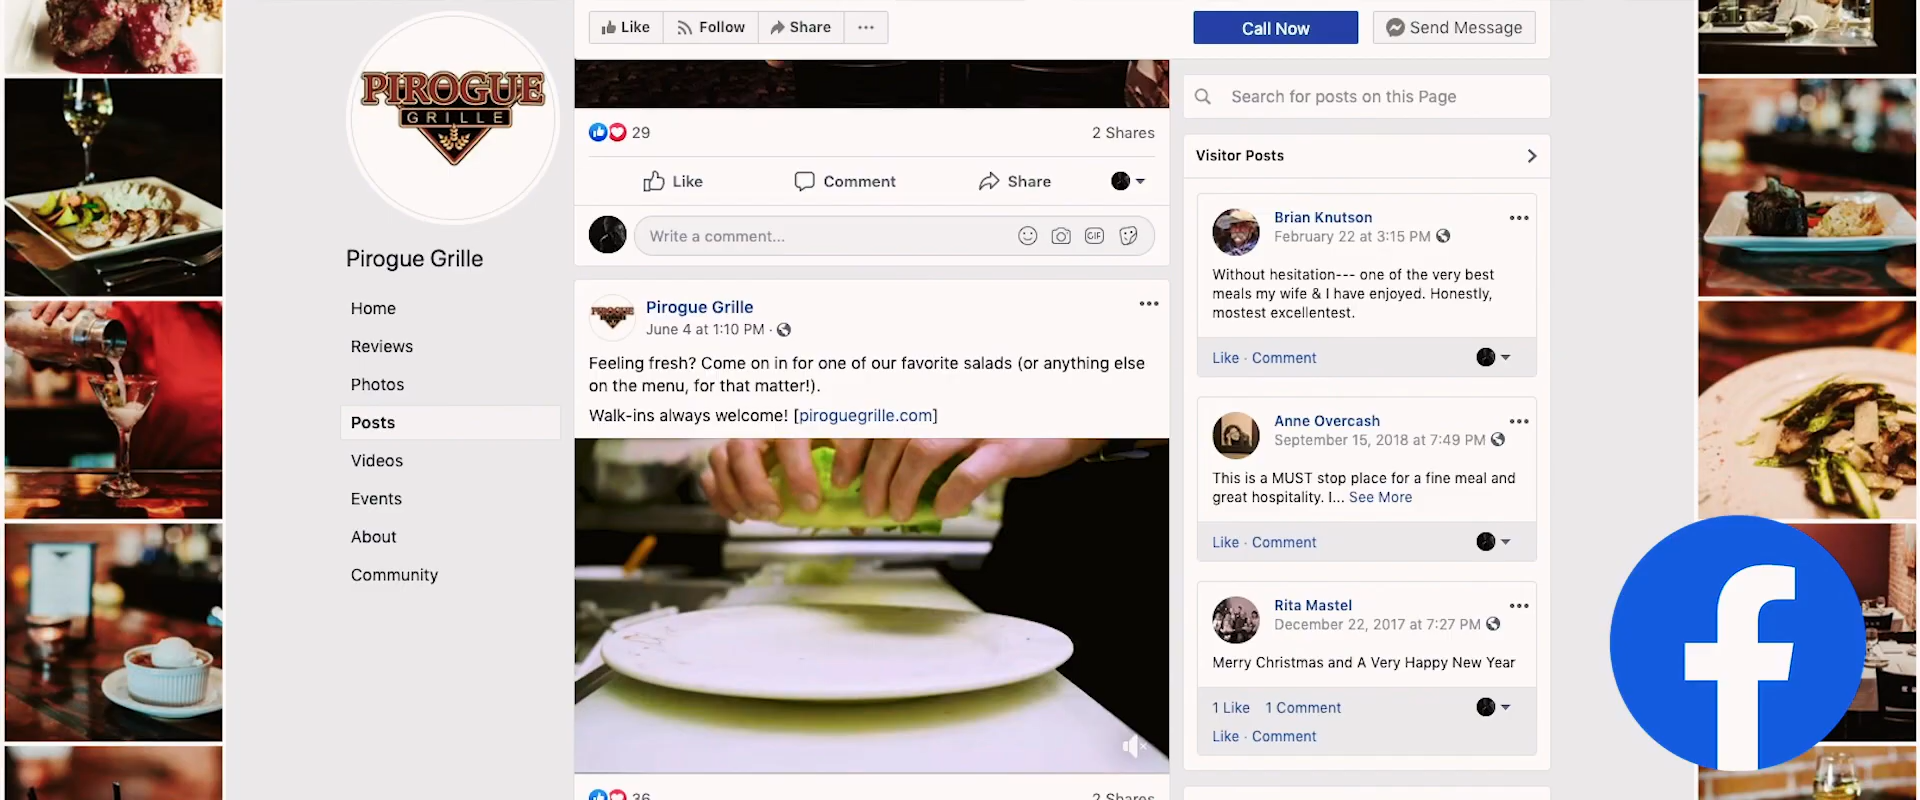 Like
Follow
Share
Call Now
Send Message
PIROGUE
GRILLE
Pirogue Grille
Home
Reviews
Photos
Posts
Videos
Events
About
Community
29
2 Shares
Like
Comment
Share
Write a comment...
GIF
Pirogue Grille
June 4 at 1:10 PM ·
Feeling fresh? Come on in for one of our favorite salads (or anything else
on the menu, for that matter!).
Walk-ins always welcome! [piroguegrille.com]
36
2 Shares
Search for posts on this Page
Visitor Posts
Brian Knutson
February 22 at 3:15 PM
Without hesitation--- one of the very best
meals my wife & I have enjoyed. Honestly,
mostest excellentest.
Like · Comment
Anne Overcash
September 15, 2018 at 7:49 PM
This is a MUST stop place for a fine meal and
great hospitality. I... See More
Like · Comment
Rita Mastel
December 22, 2017 at 7:27 PM
Merry Christmas and A Very Happy New Year
1 Like 1 Comment
Like · Comment